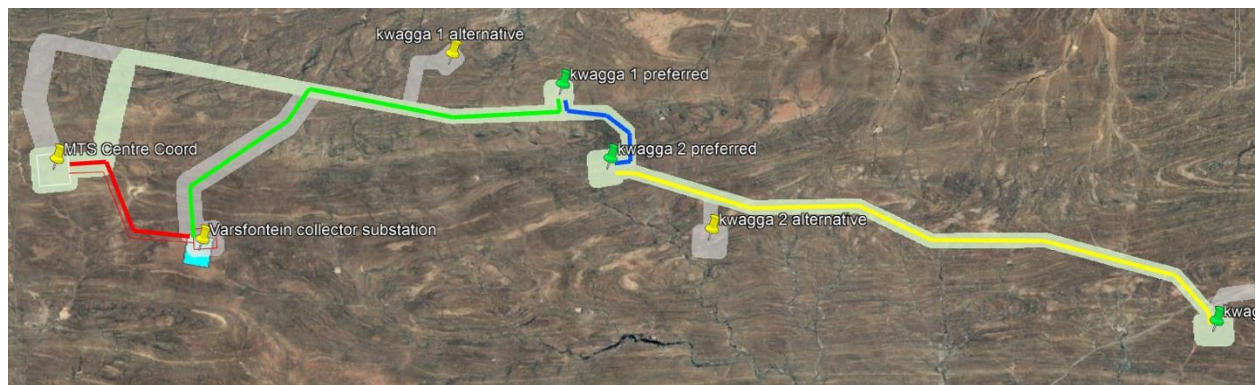 kwagga 1 alternative
kwagga 1 preferred
MTS Centre Coord
kwagga 2 preferred
kwagga 2 alternative
Varsfontein collector substation
kwag